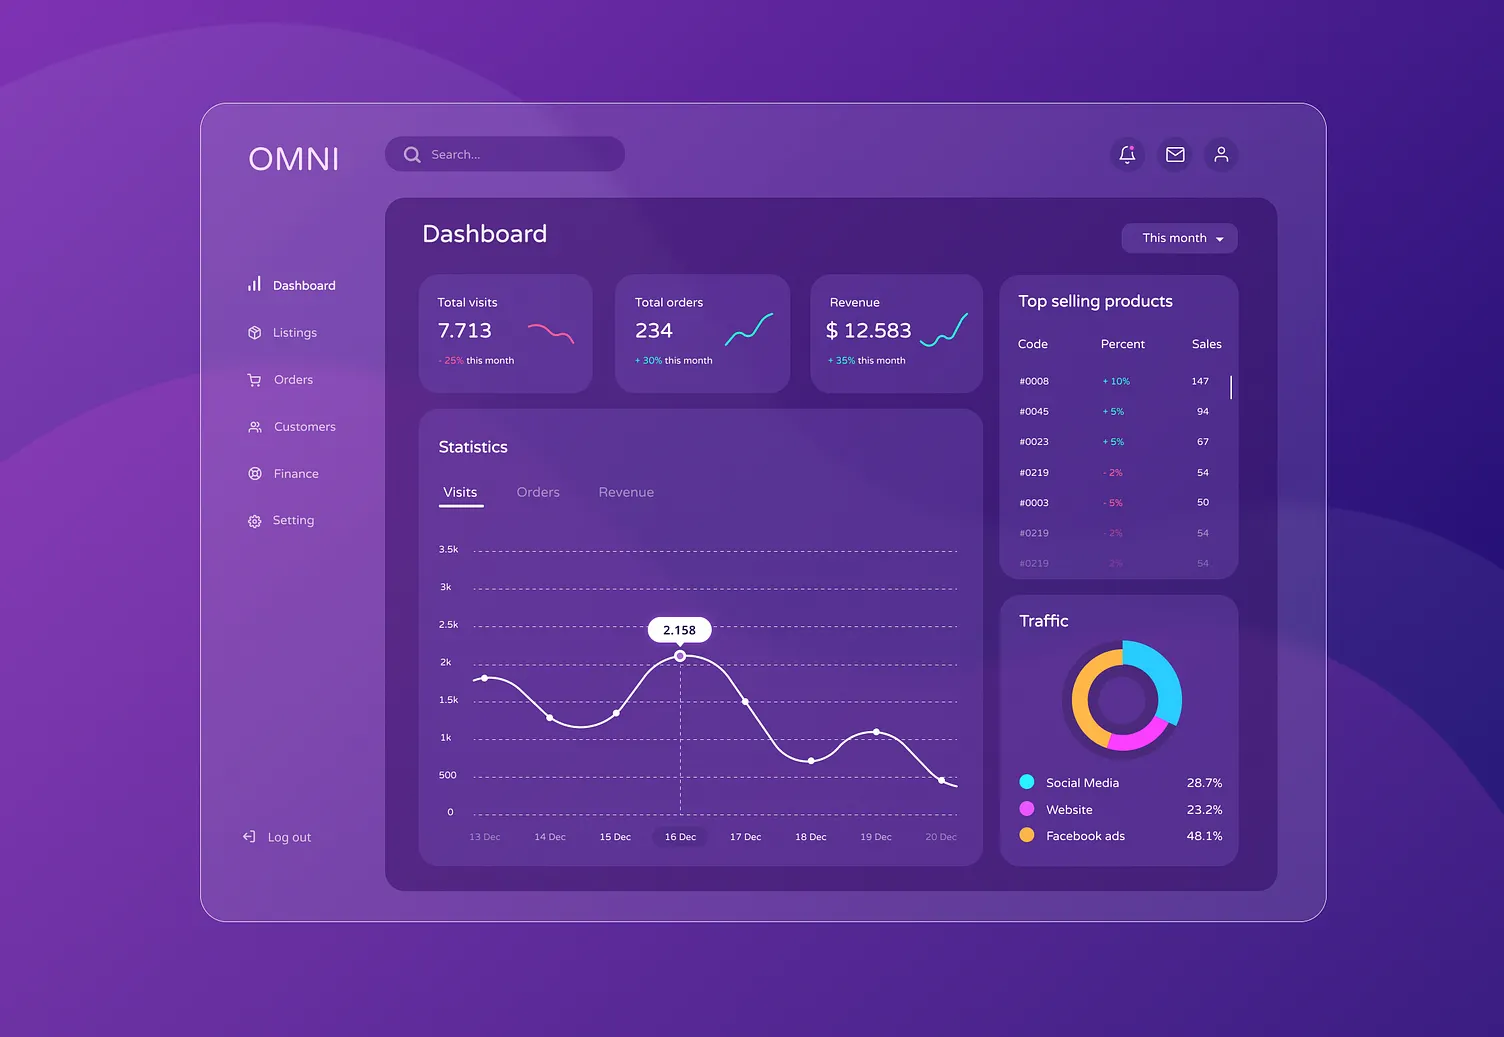 OMNI
Search...
Dashboard
Listings
Orders
Customers
Finance
Setting
Log out
Dashboard
This month
Total visits
7.713
- 25% this month
Total orders
234
+ 30% this month
Revenue
$ 12.583
+ 35% this month
Statistics
Visits Orders Revenue
3.5k
3k
2.5k
2k
1.5k
1k
500
0
2.158
13 Dec 14 Dec 15 Dec 16 Dec 17 Dec 18 Dec 19 Dec 20 Dec
Top selling products
Code Percent Sales
#0008 + 10% 147
#0045 + 5% 94
#0023 + 5% 67
#0219 - 2% 54
#0003 - 5% 50
#0219 - 2% 54
#0219 2% 54
Traffic
Social Media 28.7%
Website 23.2%
Facebook ads 48.1%